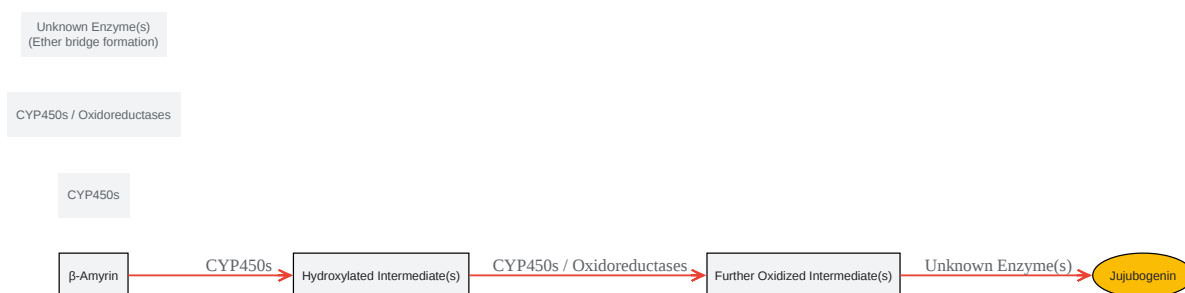 Unknown Enzyme(s)
(Ether bridge formation)
CYP450s / Oxidoreductases
CYP450s
β-Amyrin
CYP450s
Hydroxylated Intermediate(s)
CYP450s / Oxidoreductases
Further Oxidized Intermediate(s)
Unknown Enzyme(s)
Jujubogenin